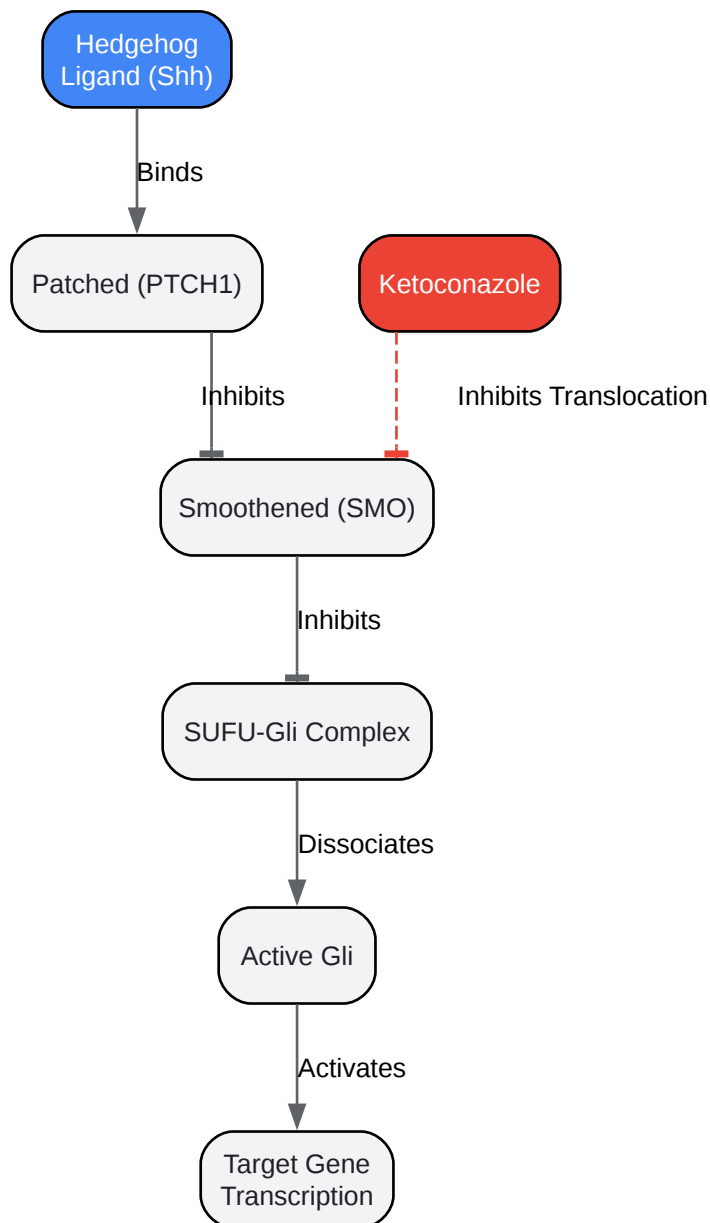 Hedgehog
Ligand (Shh)
Binds
Patched (PTCH1)
Ketoconazole
Inhibits
Inhibits Translocation
Smoothened (SMO)
Inhibits
SUFU-Gli Complex
Dissociates
Active Gli
Activates
Target Gene
Transcription